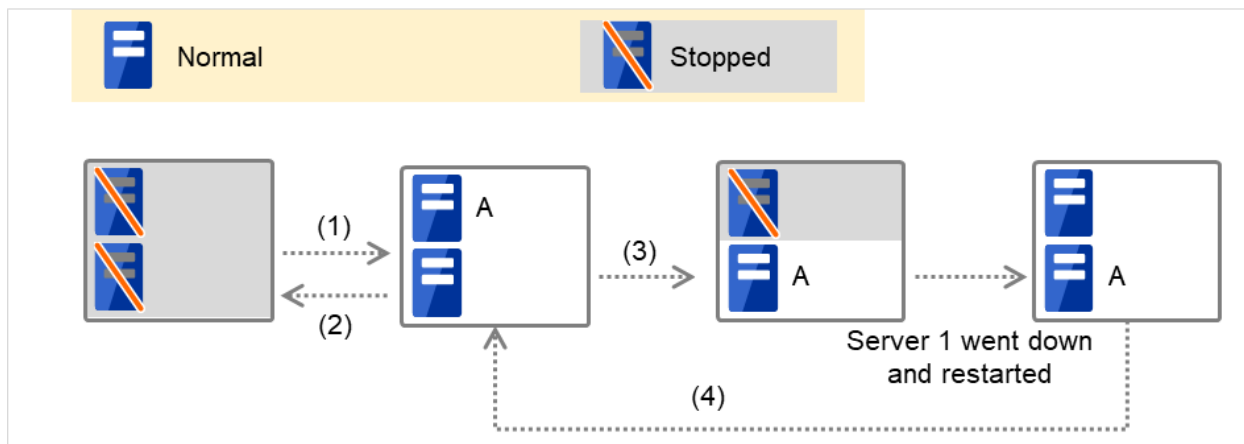 Normal
Stopped
A
(1)
(2)
(3)
A
A
Server 1 went down
and restarted
(4)